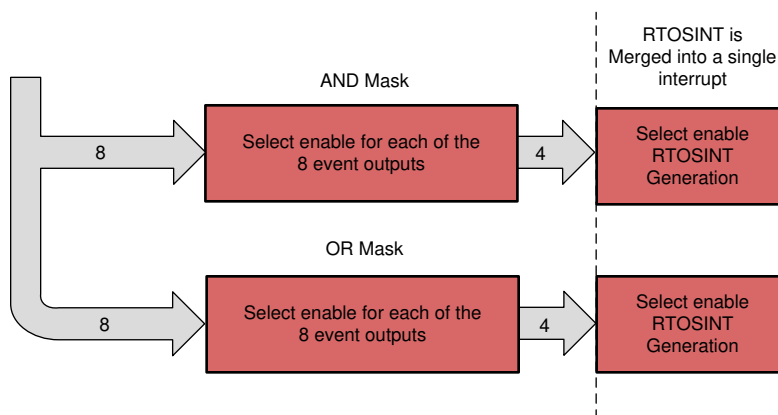 RTOSINT is
Merged into a single
interrupt
AND Mask
8
Select enable for each of the
8 event outputs
4
Select enable
RTOSINT
Generation
OR Mask
8
Select enable for each of the
8 event outputs
4
Select enable
RTOSINT
Generation